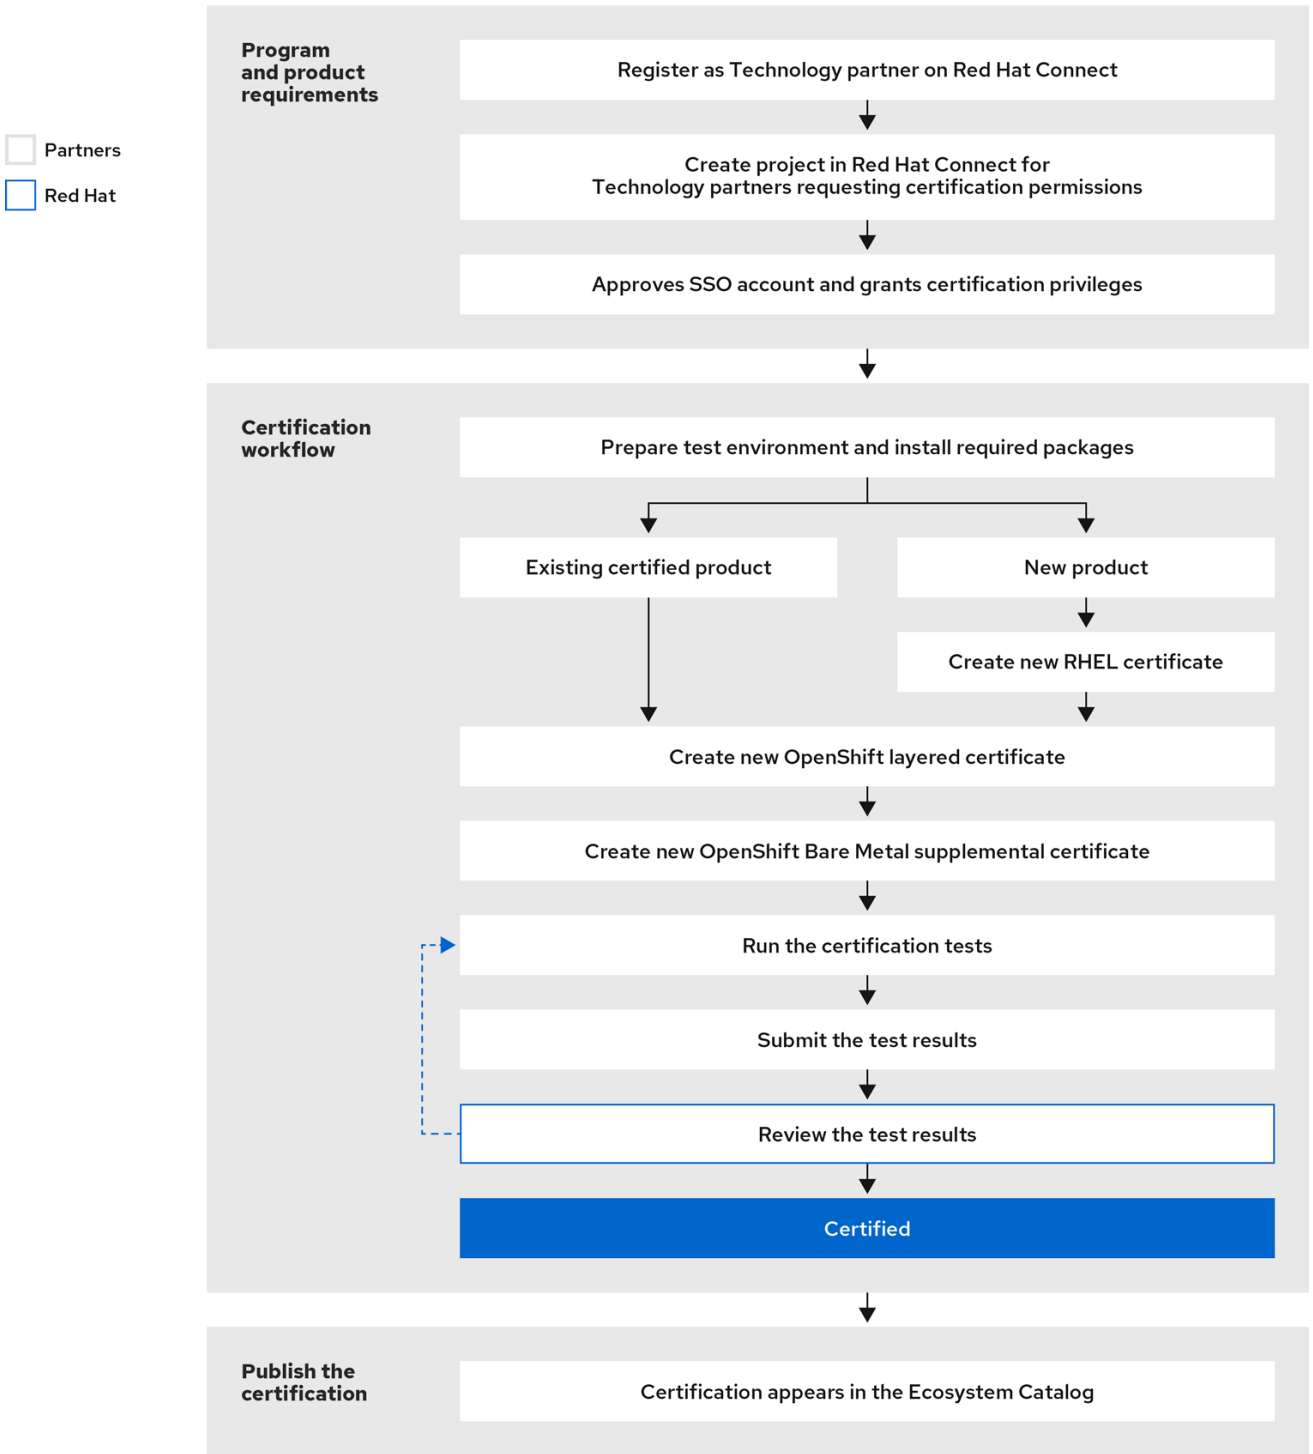 Program
and product
requirements
Register as Technology partner on Red Hat Connect
Partners
Red Hat
Create project in Red Hat Connect for
Technology partners requesting certification permissions
Approves SSO account and grants certification privileges
Certification
workflow
Prepare test environment and install required packages
Existing certified product
New product
Create new RHEL certificate
Create new OpenShift layered certificate
Create new OpenShift Bare Metal supplemental certificate
Run the certification tests
Submit the test results
Review the test results
Certified
Publish the
certification
Certification appears in the Ecosystem Catalog